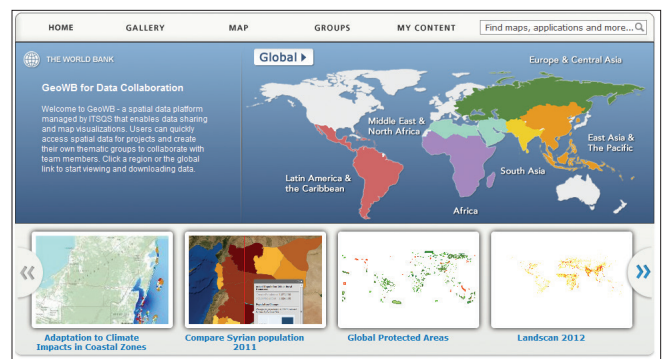 HOME GALLERY MAP GROUPS MY CONTENT Find maps, applications and more...
THE WORLD BANK
Global
Europe & Central Asia
GeoWB for Data Collaboration
Welcome to GeoWB - a spatial data platform
managed by ITSQS that enables data sharing
and map visualizations. Users can quickly
access spatial data for projects and create
their own thematic groups to collaborate with
team members. Click a region or the global
link to start viewing and downloading data.
Middle East &
North Africa
East Asia &
The Pacific
South Asia
Latin America &
the Caribbean
Africa
Adaptation to Climate
Impacts in Coastal Zones
Compare Syrian population
2011
Global Protected Areas
Landscan 2012